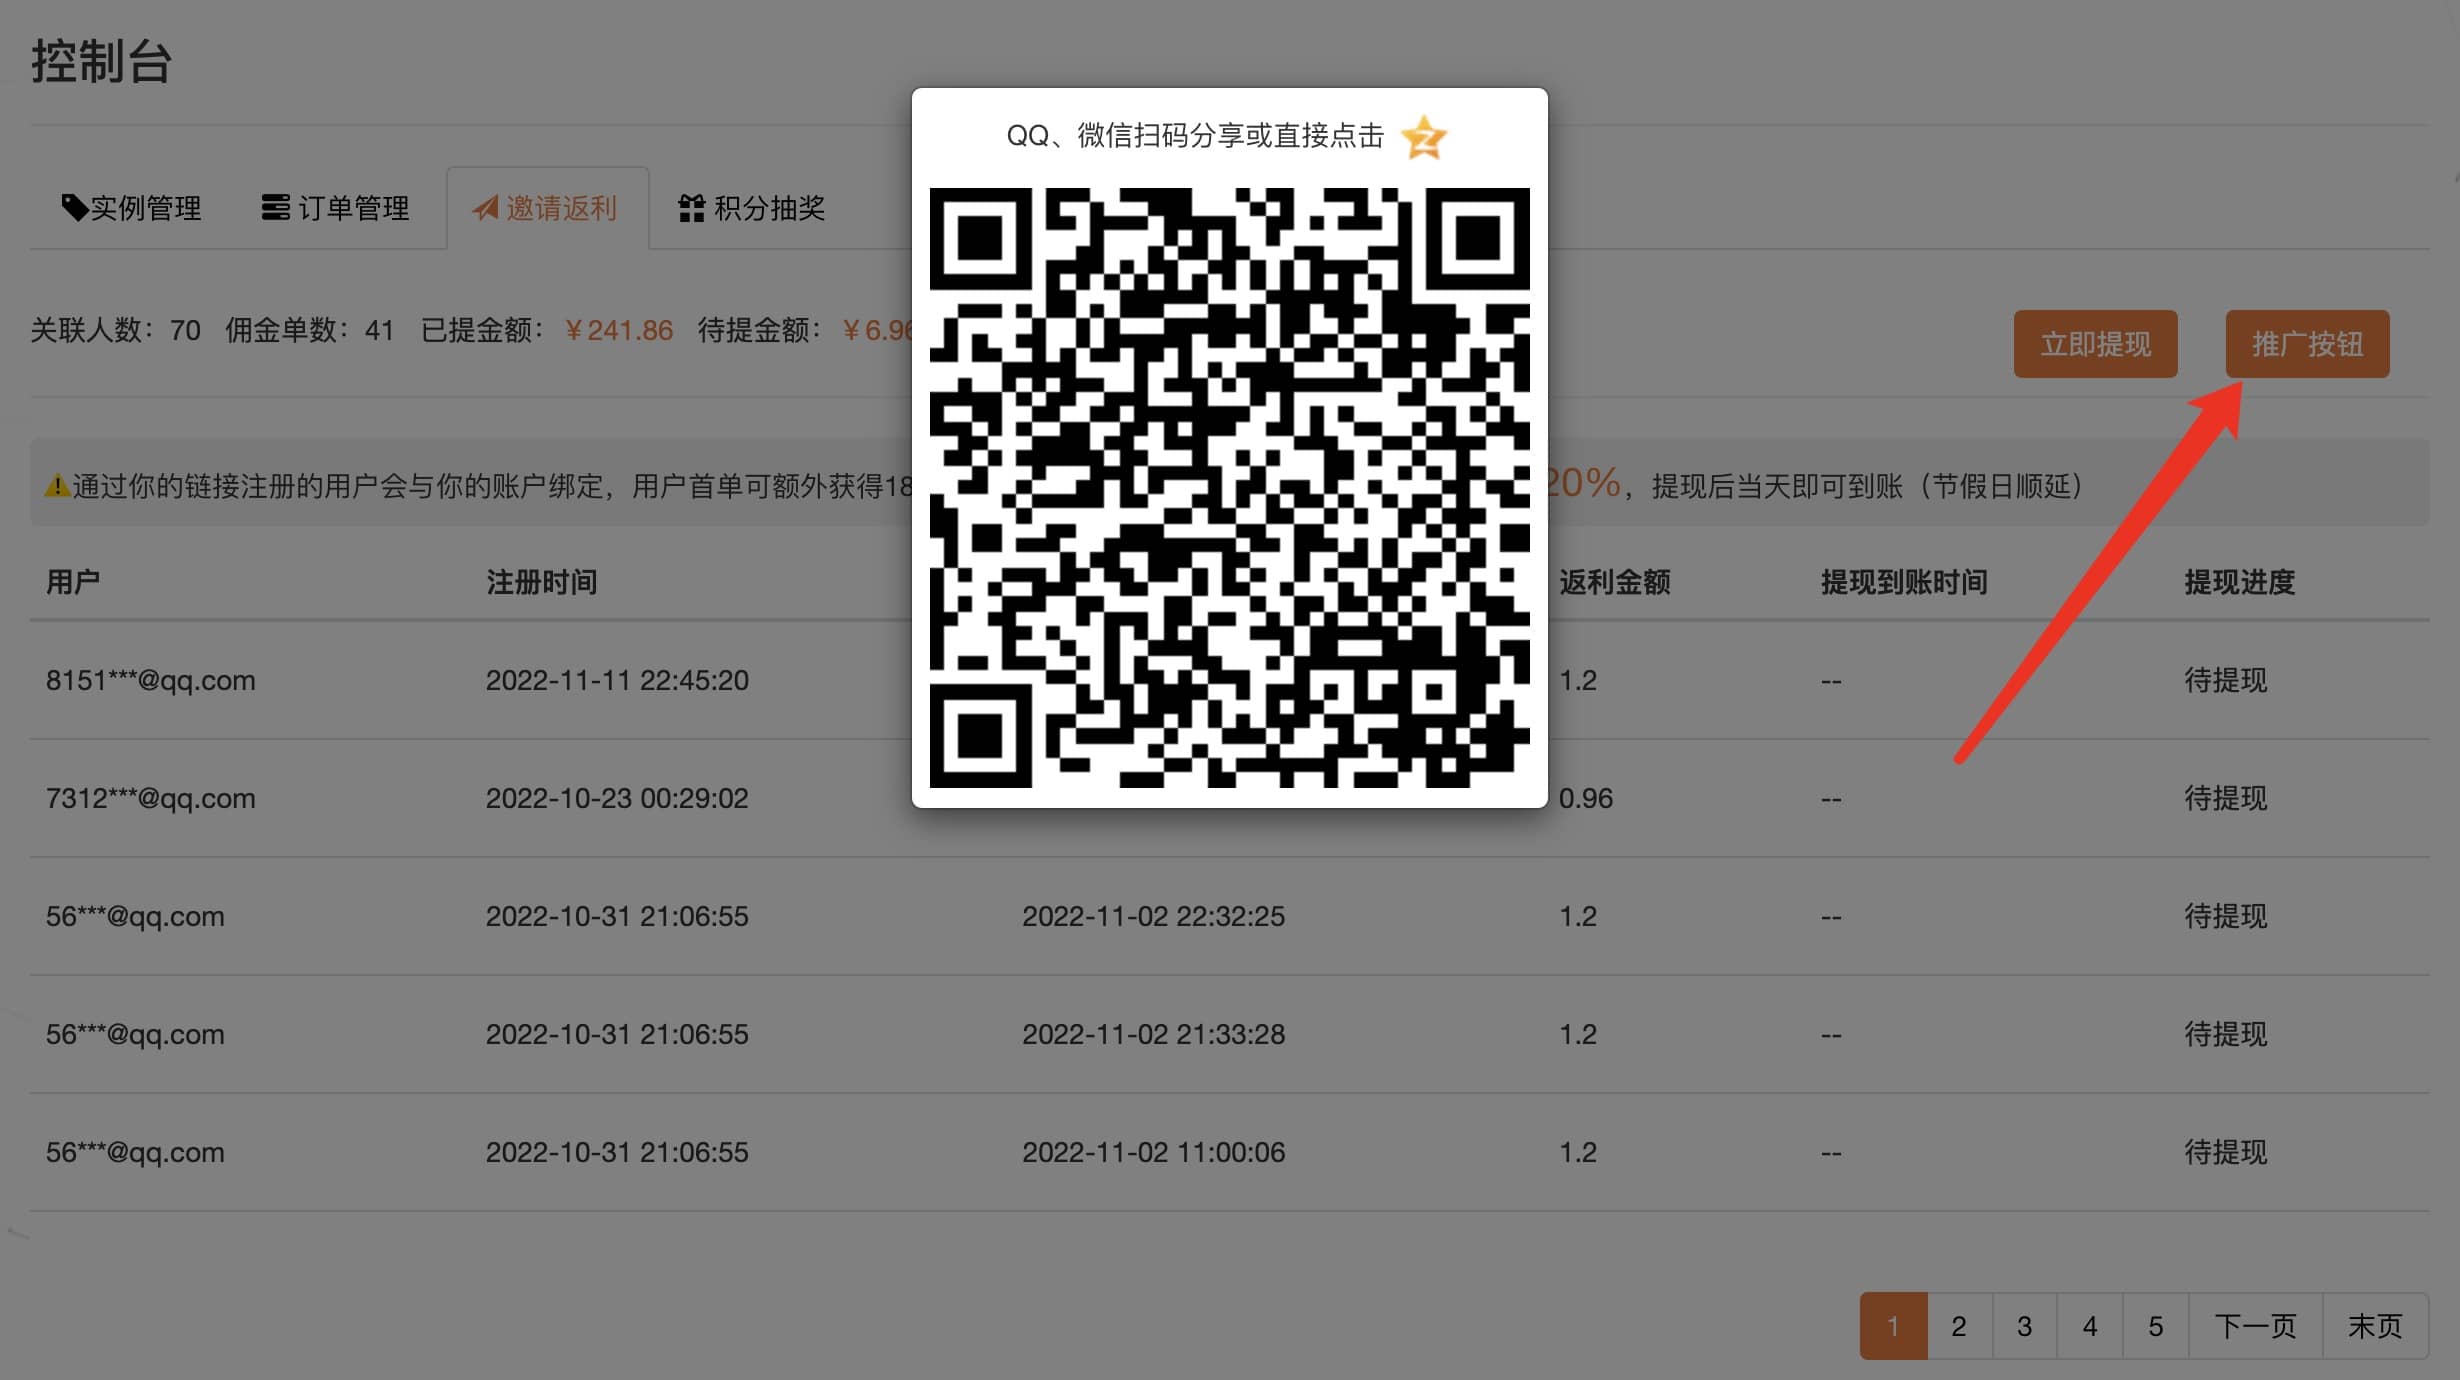 控制台
QQ、微信扫码分享或直接点击
实例管理 订单管理 邀请返利 积分抽奖
关联人数：70 佣金单数：41 已提金额：￥241.86 待提金额：￥6.96 立即提现 推广按钮
通过你的链接注册的用户会与你的账户绑定，用户首单可额外获得18 20%，提现后当天即可到账（节假日顺延）
用户 注册时间 返利金额 提现到账时间 提现进度
8151***@qq.com 2022-11-11 22:45:20 1.2 -- 待提现
7312***@qq.com 2022-10-23 00:29:02 0.96 -- 待提现
56***@qq.com 2022-10-31 21:06:55 2022-11-02 22:32:25 1.2 -- 待提现
56***@qq.com 2022-10-31 21:06:55 2022-11-02 21:33:28 1.2 -- 待提现
56***@qq.com 2022-10-31 21:06:55 2022-11-02 11:00:06 1.2 -- 待提现
1 2 3 4 5 下一页 末页